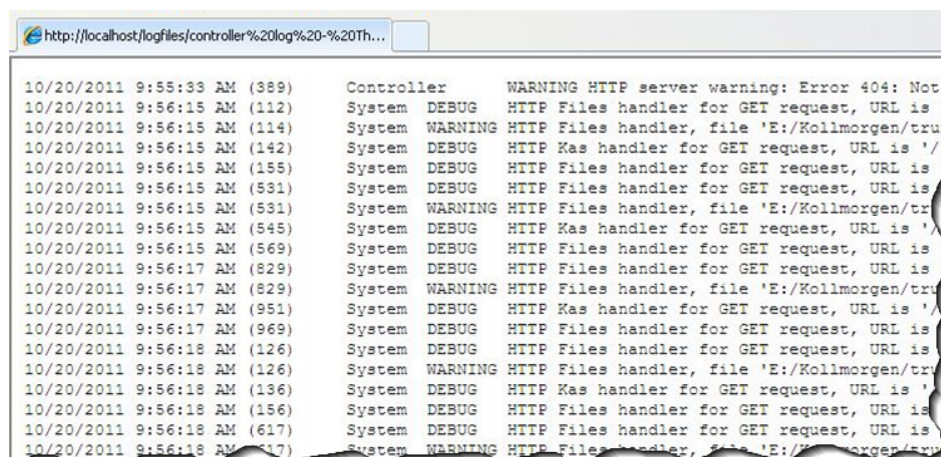 http://localhost/logfiles/controller%20log%20-%20Th...
10/20/2011 9:55:33 AM (389) Controller WARNING HTTP server warning: Error 404: Not
10/20/2011 9:56:15 AM (112) System DEBUG HTTP Files handler for GET request, URL is
10/20/2011 9:56:15 AM (114) System WARNING HTTP Files handler, file 'E:/Kollmorgen/tru
10/20/2011 9:56:15 AM (142) System DEBUG HTTP Kas handler for GET request, URL is '/
10/20/2011 9:56:15 AM (155) System DEBUG HTTP Files handler for GET request, URL is
10/20/2011 9:56:15 AM (531) System DEBUG HTTP Files handler for GET request, URL is
10/20/2011 9:56:15 AM (531) System WARNING HTTP Files handler, file 'E:/Kollmorgen/tr
10/20/2011 9:56:15 AM (545) System DEBUG HTTP Kas handler for GET request, URL is '/
10/20/2011 9:56:15 AM (569) System DEBUG HTTP Files handler for GET request, URL is
10/20/2011 9:56:17 AM (829) System DEBUG HTTP Files handler for GET request, URL is
10/20/2011 9:56:17 AM (829) System WARNING HTTP Files handler, file 'E:/Kollmorgen/tru
10/20/2011 9:56:17 AM (951) System DEBUG HTTP Kas handler for GET request, URL is '/
10/20/2011 9:56:17 AM (969) System DEBUG HTTP Files handler for GET request, URL is
10/20/2011 9:56:18 AM (126) System DEBUG HTTP Files handler for GET request, URL is
10/20/2011 9:56:18 AM (126) System WARNING HTTP Files handler, file 'E:/Kollmorgen/tru
10/20/2011 9:56:18 AM (136) System DEBUG HTTP Kas handler for GET request, URL is '
10/20/2011 9:56:18 AM (156) System DEBUG HTTP Files handler for GET request, URL is
10/20/2011 9:56:18 AM (617) System DEBUG HTTP Files handler for GET request, URL is
10/20/2011 9:56:18 AM System WARNING HTTP Files handler,